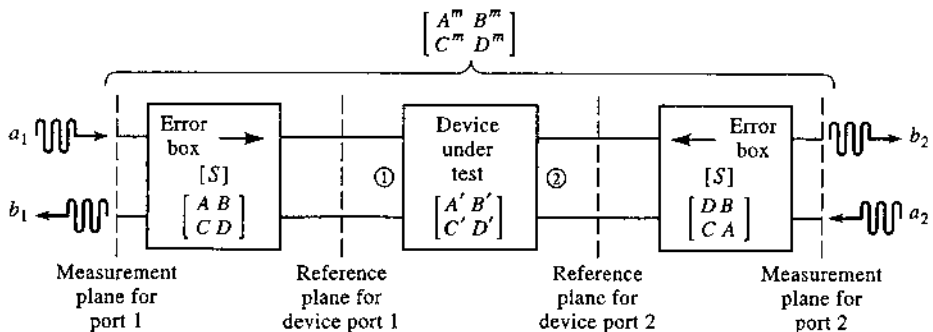 A^m B^m
C^m D^m
a₁
Error
box
[S]
A B
C D
①
Device
under
test
A′ B′
C′ D′
②
Error
box
[S]
D B
C A
b₂
b₁
a₂
Measurement
plane for
port 1
Reference
plane for
device port 1
Reference
plane for
device port 2
Measurement
plane for
port 2